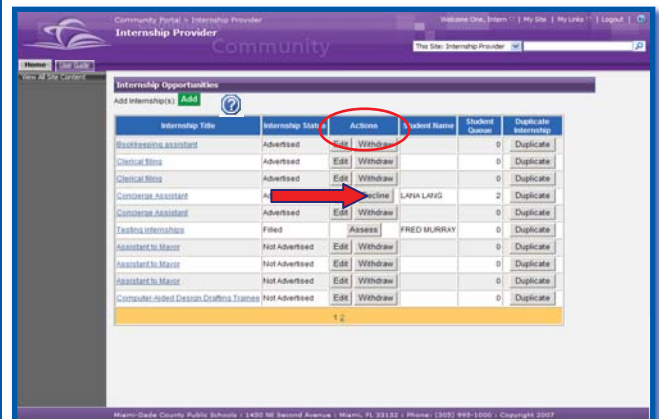 Community Portal > Internship Provider
Welcome One, Intern | My Site | My Links | Logout |
Internship Provider
Community
This Site: Internship Provider
Home User Guide
View All Site Content
Internship Opportunities
Add Internship(s): Add ?
Internship Title Internship Status Actions Student Name Student Queue Duplicate Internship
Bookkeeping assistant Advertised Edit Withdraw 0 Duplicate
Clerical filing Advertised Edit Withdraw 0 Duplicate
Clerical filing Advertised Edit Withdraw 0 Duplicate
Concierge Assistant LANA LANG 2 Duplicate
Concierge Assistant Advertised Edit Withdraw 0 Duplicate
Testing internships Filled Assess FRED MURRAY 0 Duplicate
Assistant to Mayor Not Advertised Edit Withdraw 0 Duplicate
Assistant to Mayor Not Advertised Edit Withdraw 0 Duplicate
Assistant to Mayor Not Advertised Edit Withdraw 0 Duplicate
Computer-Aided Design Drafting Trames Not Advertised Edit Withdraw 0 Duplicate
1 2
Miami-Dade County Public Schools : 1450 NE Second Avenue : Miami, FL 33132 : Phone: (305) 995-1000 : Copyright 2007